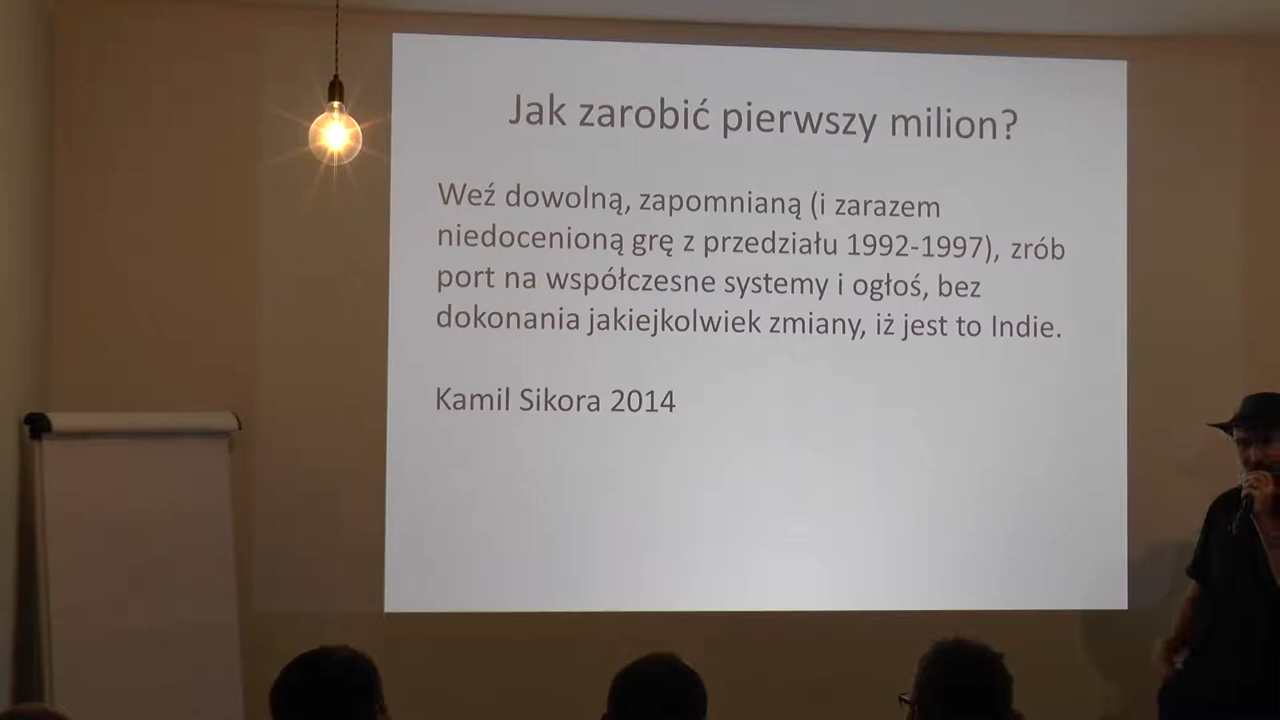 Jak zarobić pierwszy milion?
Weź dowolną, zapomnianą (i zarazem
niedocenioną grę z przedziału 1992-1997), zrób
port na współczesne systemy i ogłoś, bez
dokonania jakiejkolwiek zmiany, iż jest to Indie.
Kamil Sikora 2014